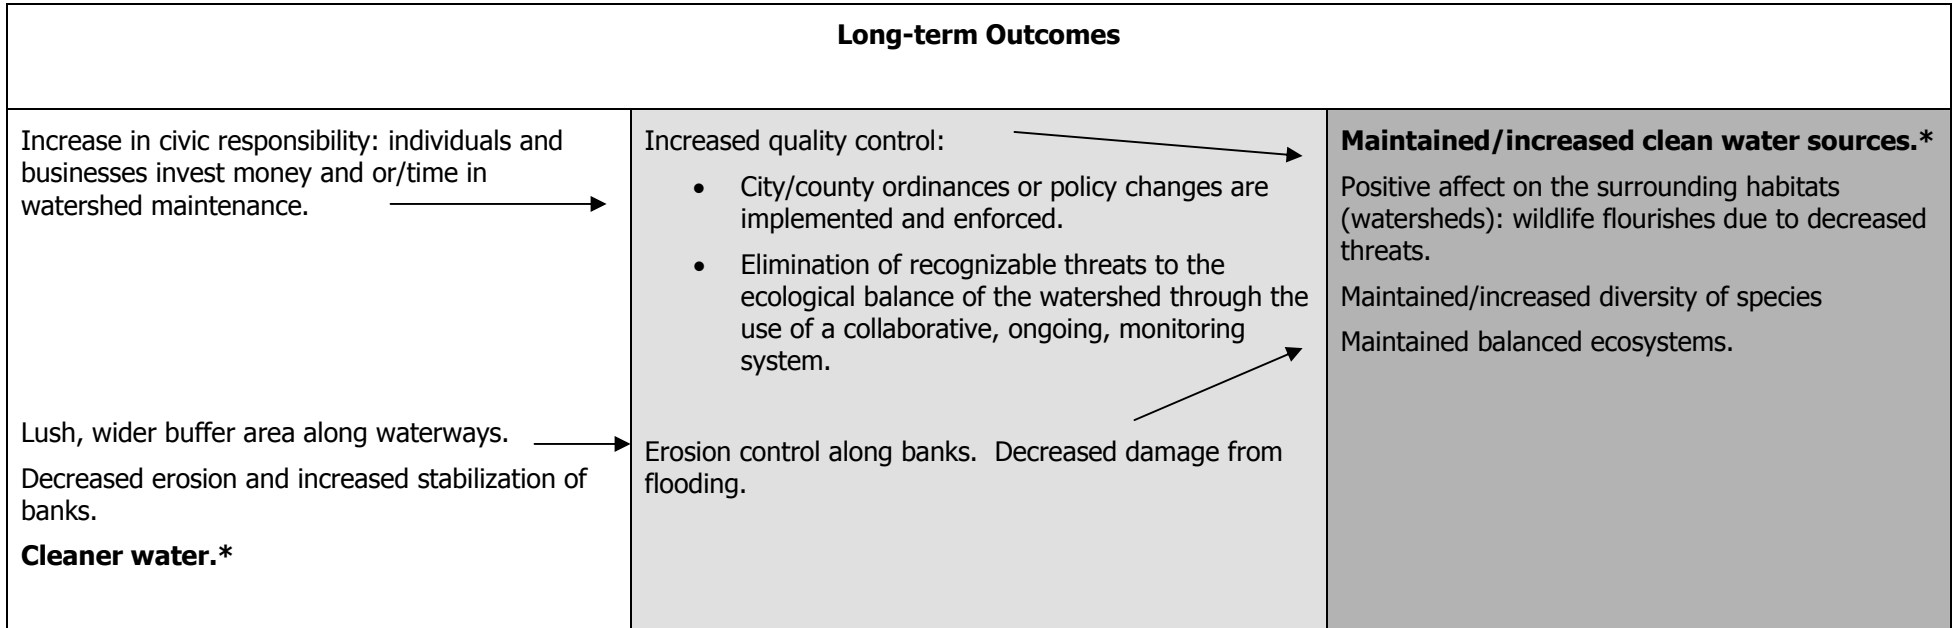 Long-term Outcomes
Increase in civic responsibility: individuals and
businesses invest money and or/time in
watershed maintenance.
Lush, wider buffer area along waterways.
Decreased erosion and increased stabilization of
banks.
Cleaner water.*
Increased quality control:
• City/county ordinances or policy changes are
implemented and enforced.
• Elimination of recognizable threats to the
ecological balance of the watershed through the
use of a collaborative, ongoing, monitoring
system.
Erosion control along banks.  Decreased damage from
flooding.
Maintained/increased clean water sources.*
Positive affect on the surrounding habitats
(watersheds): wildlife flourishes due to decreased
threats.
Maintained/increased diversity of species
Maintained balanced ecosystems.